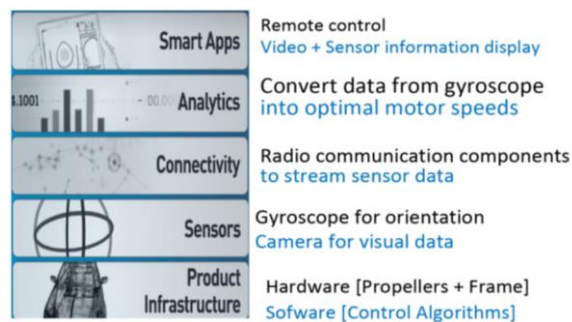 Smart Apps
Remote control
Video + Sensor information display
1.1001
00.00
Analytics
Convert data from gyroscope
into optimal motor speeds
Connectivity
Radio communication components
to stream sensor data
Sensors
Gyroscope for orientation
Camera for visual data
Product
Infrastructure
Hardware [Propellers + Frame]
Sofware [Control Algorithms]